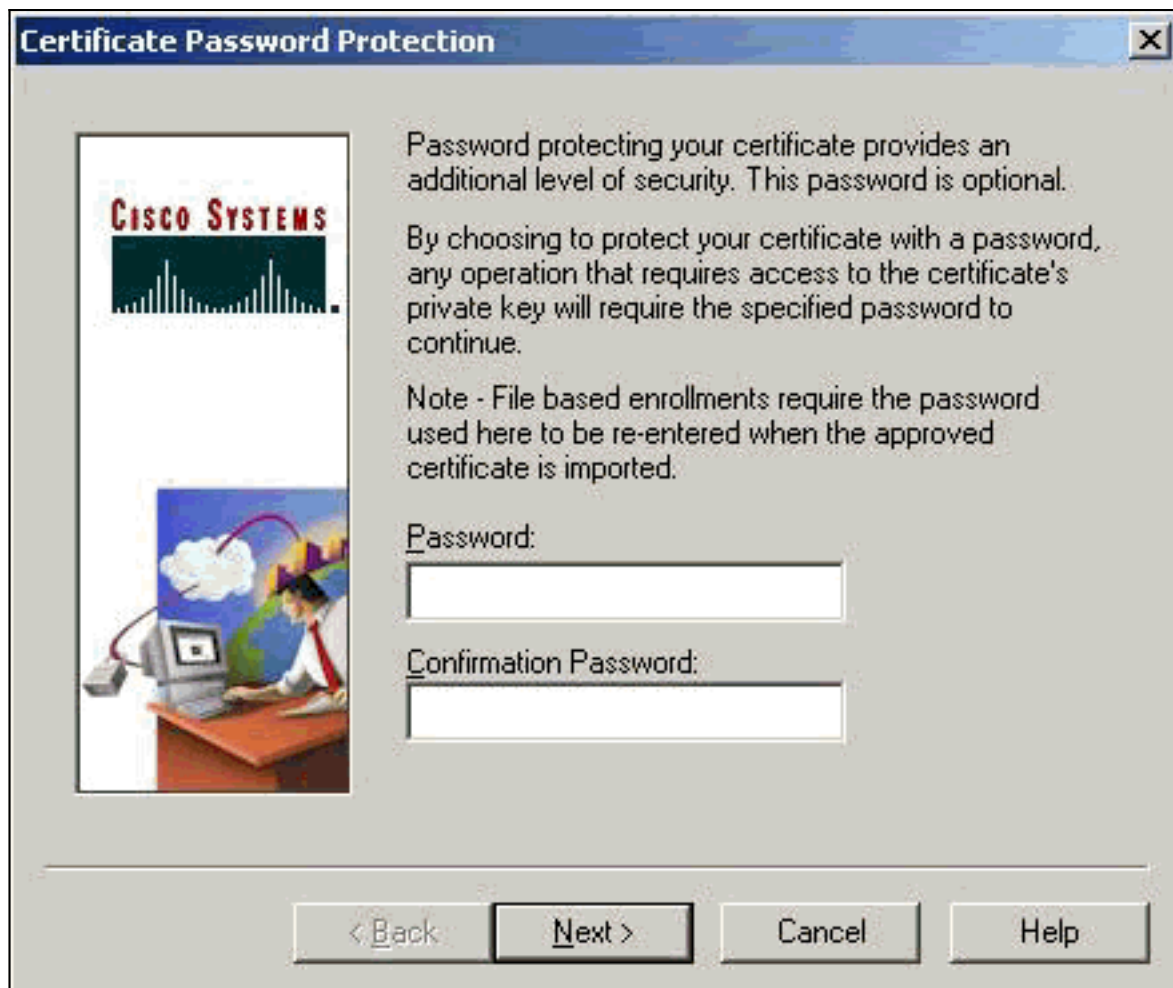 Certificate Password Protection
CISCO SYSTEMS
Password protecting your certificate provides an
additional level of security. This password is optional.
By choosing to protect your certificate with a password,
any operation that requires access to the certificate's
private key will require the specified password to
continue.
Note - File based enrollments require the password
used here to be re-entered when the approved
certificate is imported.
Password:
Confirmation Password:
< Back
Next >
Cancel
Help